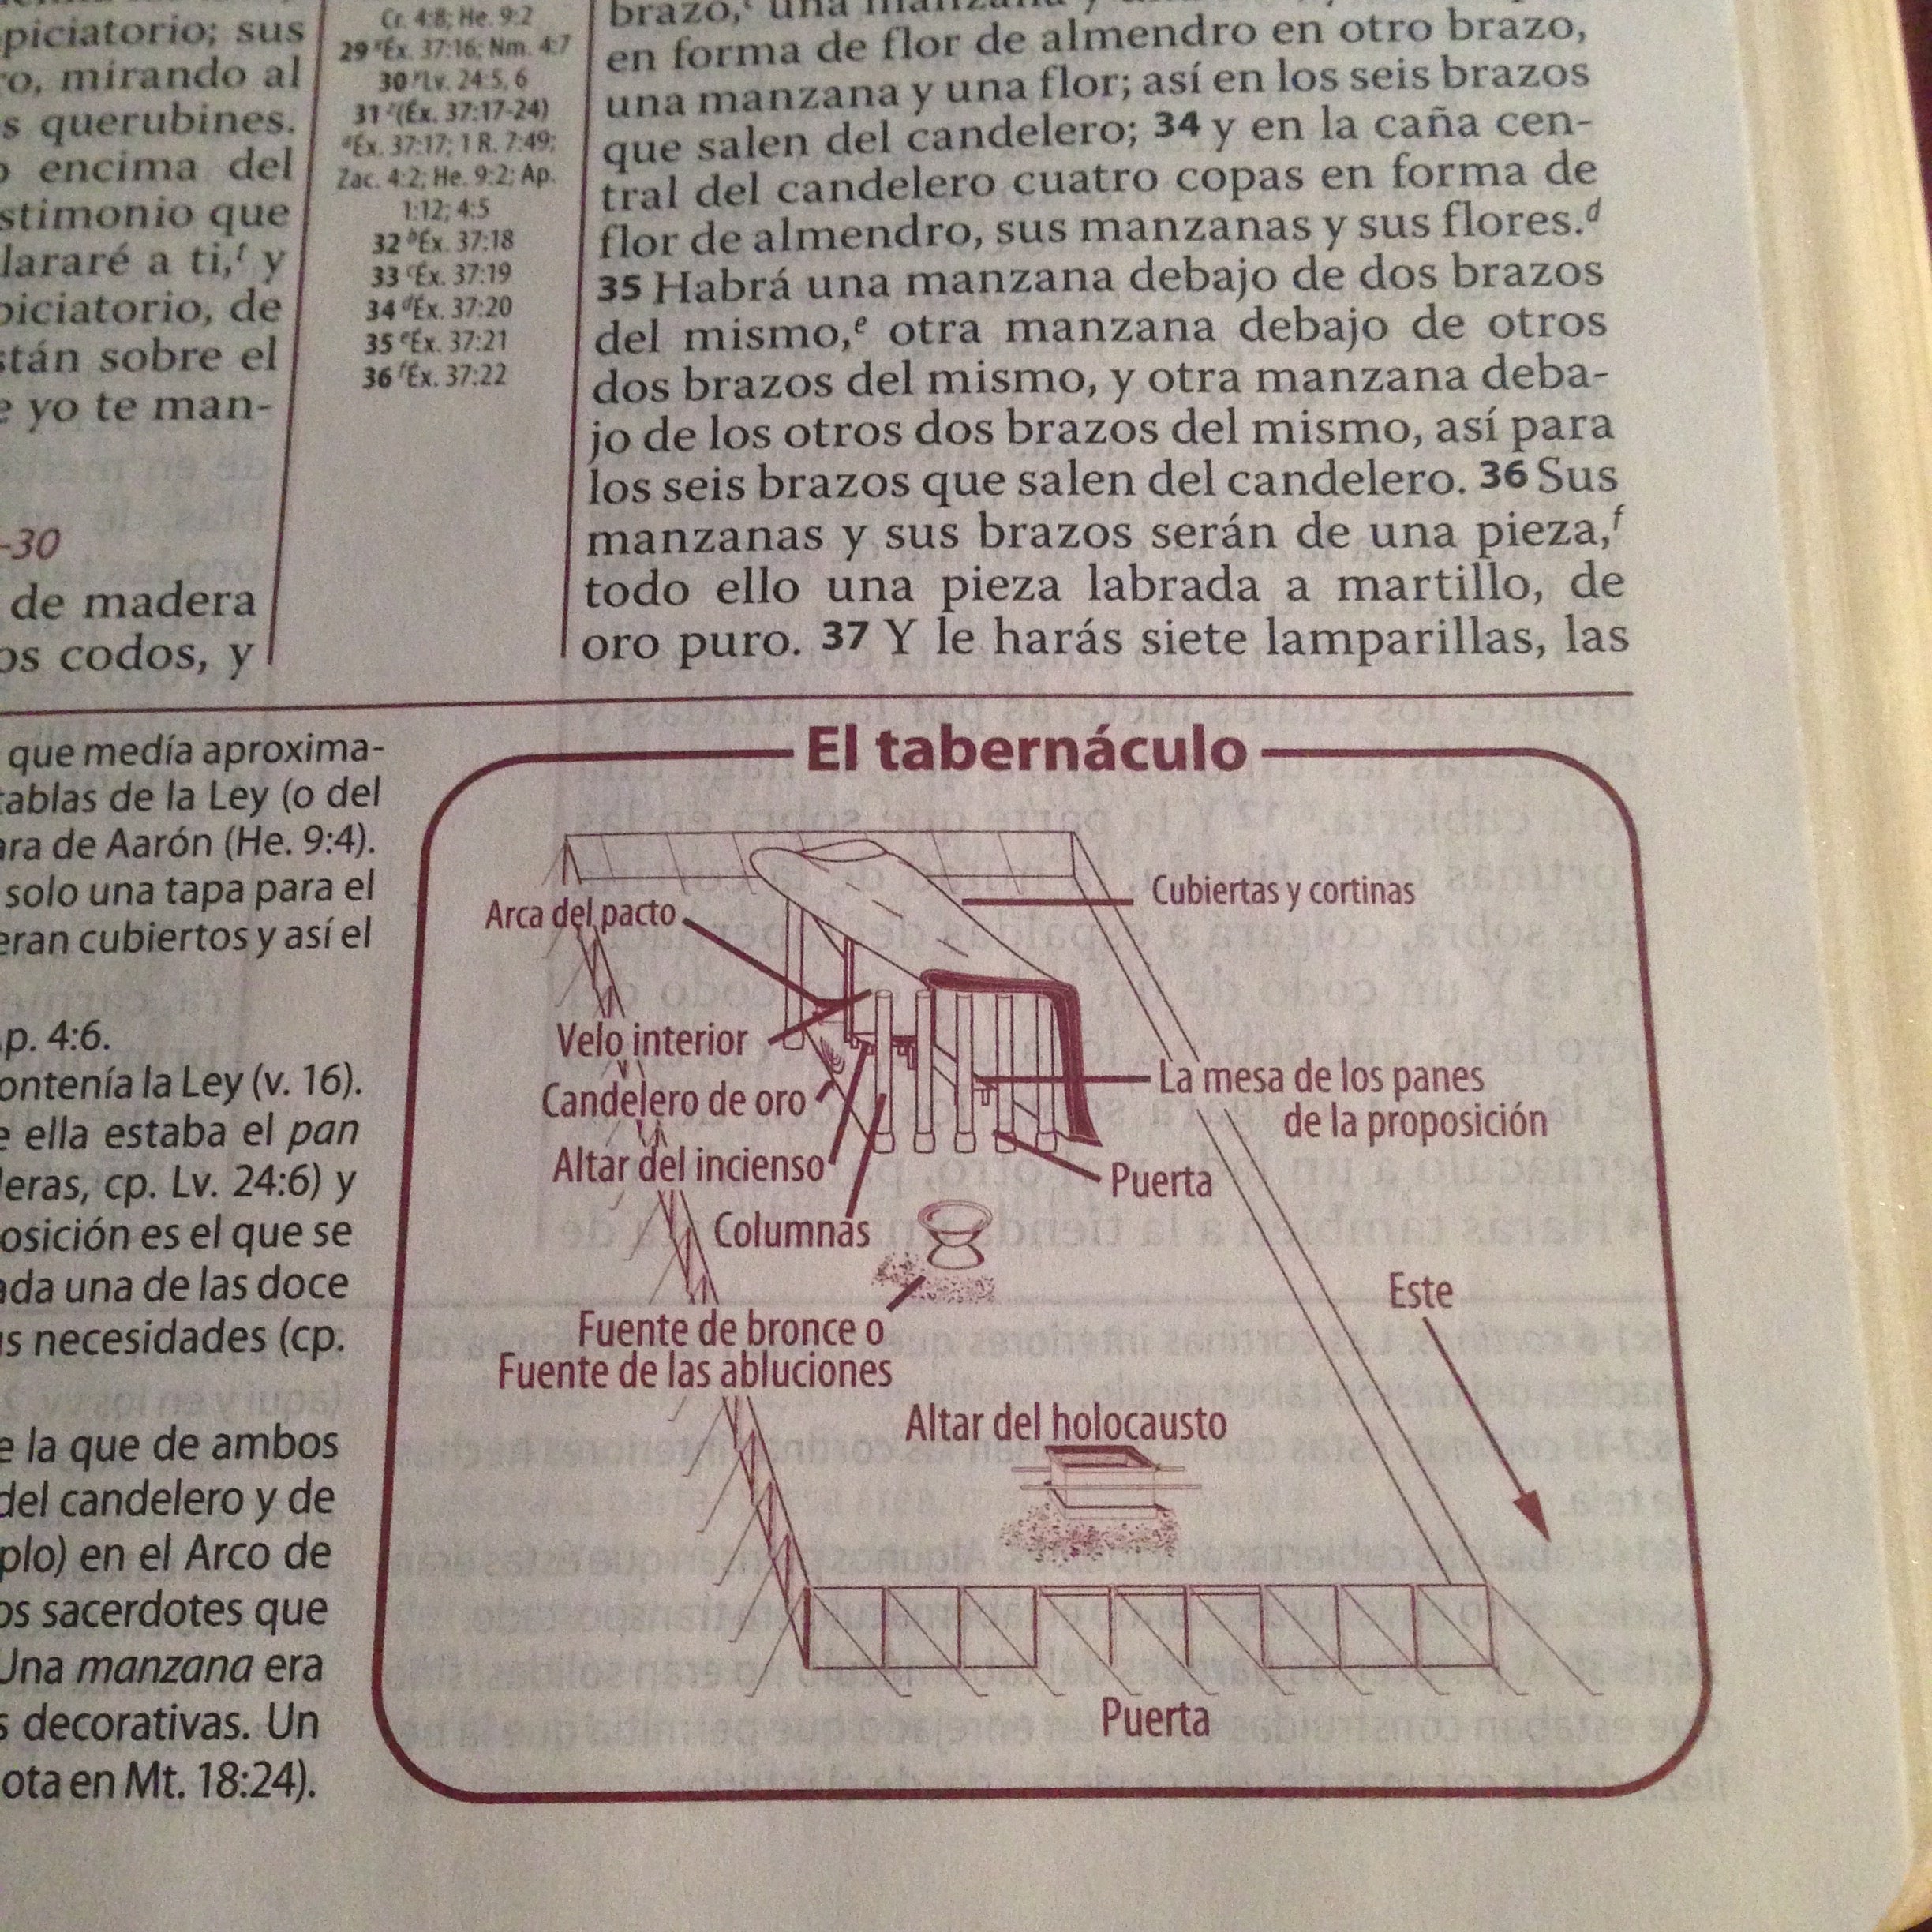 piciatorio; sus
ro, mirando al
s querubines.
encima del
stimonio que
lararé a ti,ᵗ y
piciatorio, de
stán sobre el
e yo te man-
-30
de madera
os codos, y
Cr. 4:8; He. 9:2
29 Éx. 37:16; Nm. 4:7
30 Lv. 24:5, 6
31 ᶻ(Éx. 37:17-24)
ᵃÉx. 37:17; 1 R. 7:49;
Zac. 4:2; He. 9:2; Ap.
1:12; 4:5
32 ᵇÉx. 37:18
33 ᶜÉx. 37:19
34 ᵈÉx. 37:20
35 ᵉÉx. 37:21
36 ᶠÉx. 37:22
brazo,ᶜ una manzana
en forma de flor de almendro en otro brazo,
una manzana y una flor; así en los seis brazos
que salen del candelero; 34 y en la caña cen-
tral del candelero cuatro copas en forma de
flor de almendro, sus manzanas y sus flores.ᵈ
35 Habrá una manzana debajo de dos brazos
del mismo,ᵉ otra manzana debajo de otros
dos brazos del mismo, y otra manzana deba-
jo de los otros dos brazos del mismo, así para
los seis brazos que salen del candelero. 36 Sus
manzanas y sus brazos serán de una pieza,ᶠ
todo ello una pieza labrada a martillo, de
oro puro. 37 Y le harás siete lamparillas, las
que medía aproxima-
tablas de la Ley (o del
ara de Aarón (He. 9:4).
solo una tapa para el
eran cubiertos y así el
p. 4:6.
ontenía la Ley (v. 16).
e ella estaba el pan
leras, cp. Lv. 24:6) y
osición es el que se
ada una de las doce
us necesidades (cp.
e la que de ambos
del candelero y de
plo) en el Arco de
os sacerdotes que
Una manzana era
s decorativas. Un
ota en Mt. 18:24).
El tabernáculo
Cubiertas y cortinas
Arca del pacto
Velo interior
La mesa de los panes
de la proposición
Candelero de oro
Altar del incienso
Puerta
Columnas
Este
Fuente de bronce o
Fuente de las abluciones
Altar del holocausto
Puerta